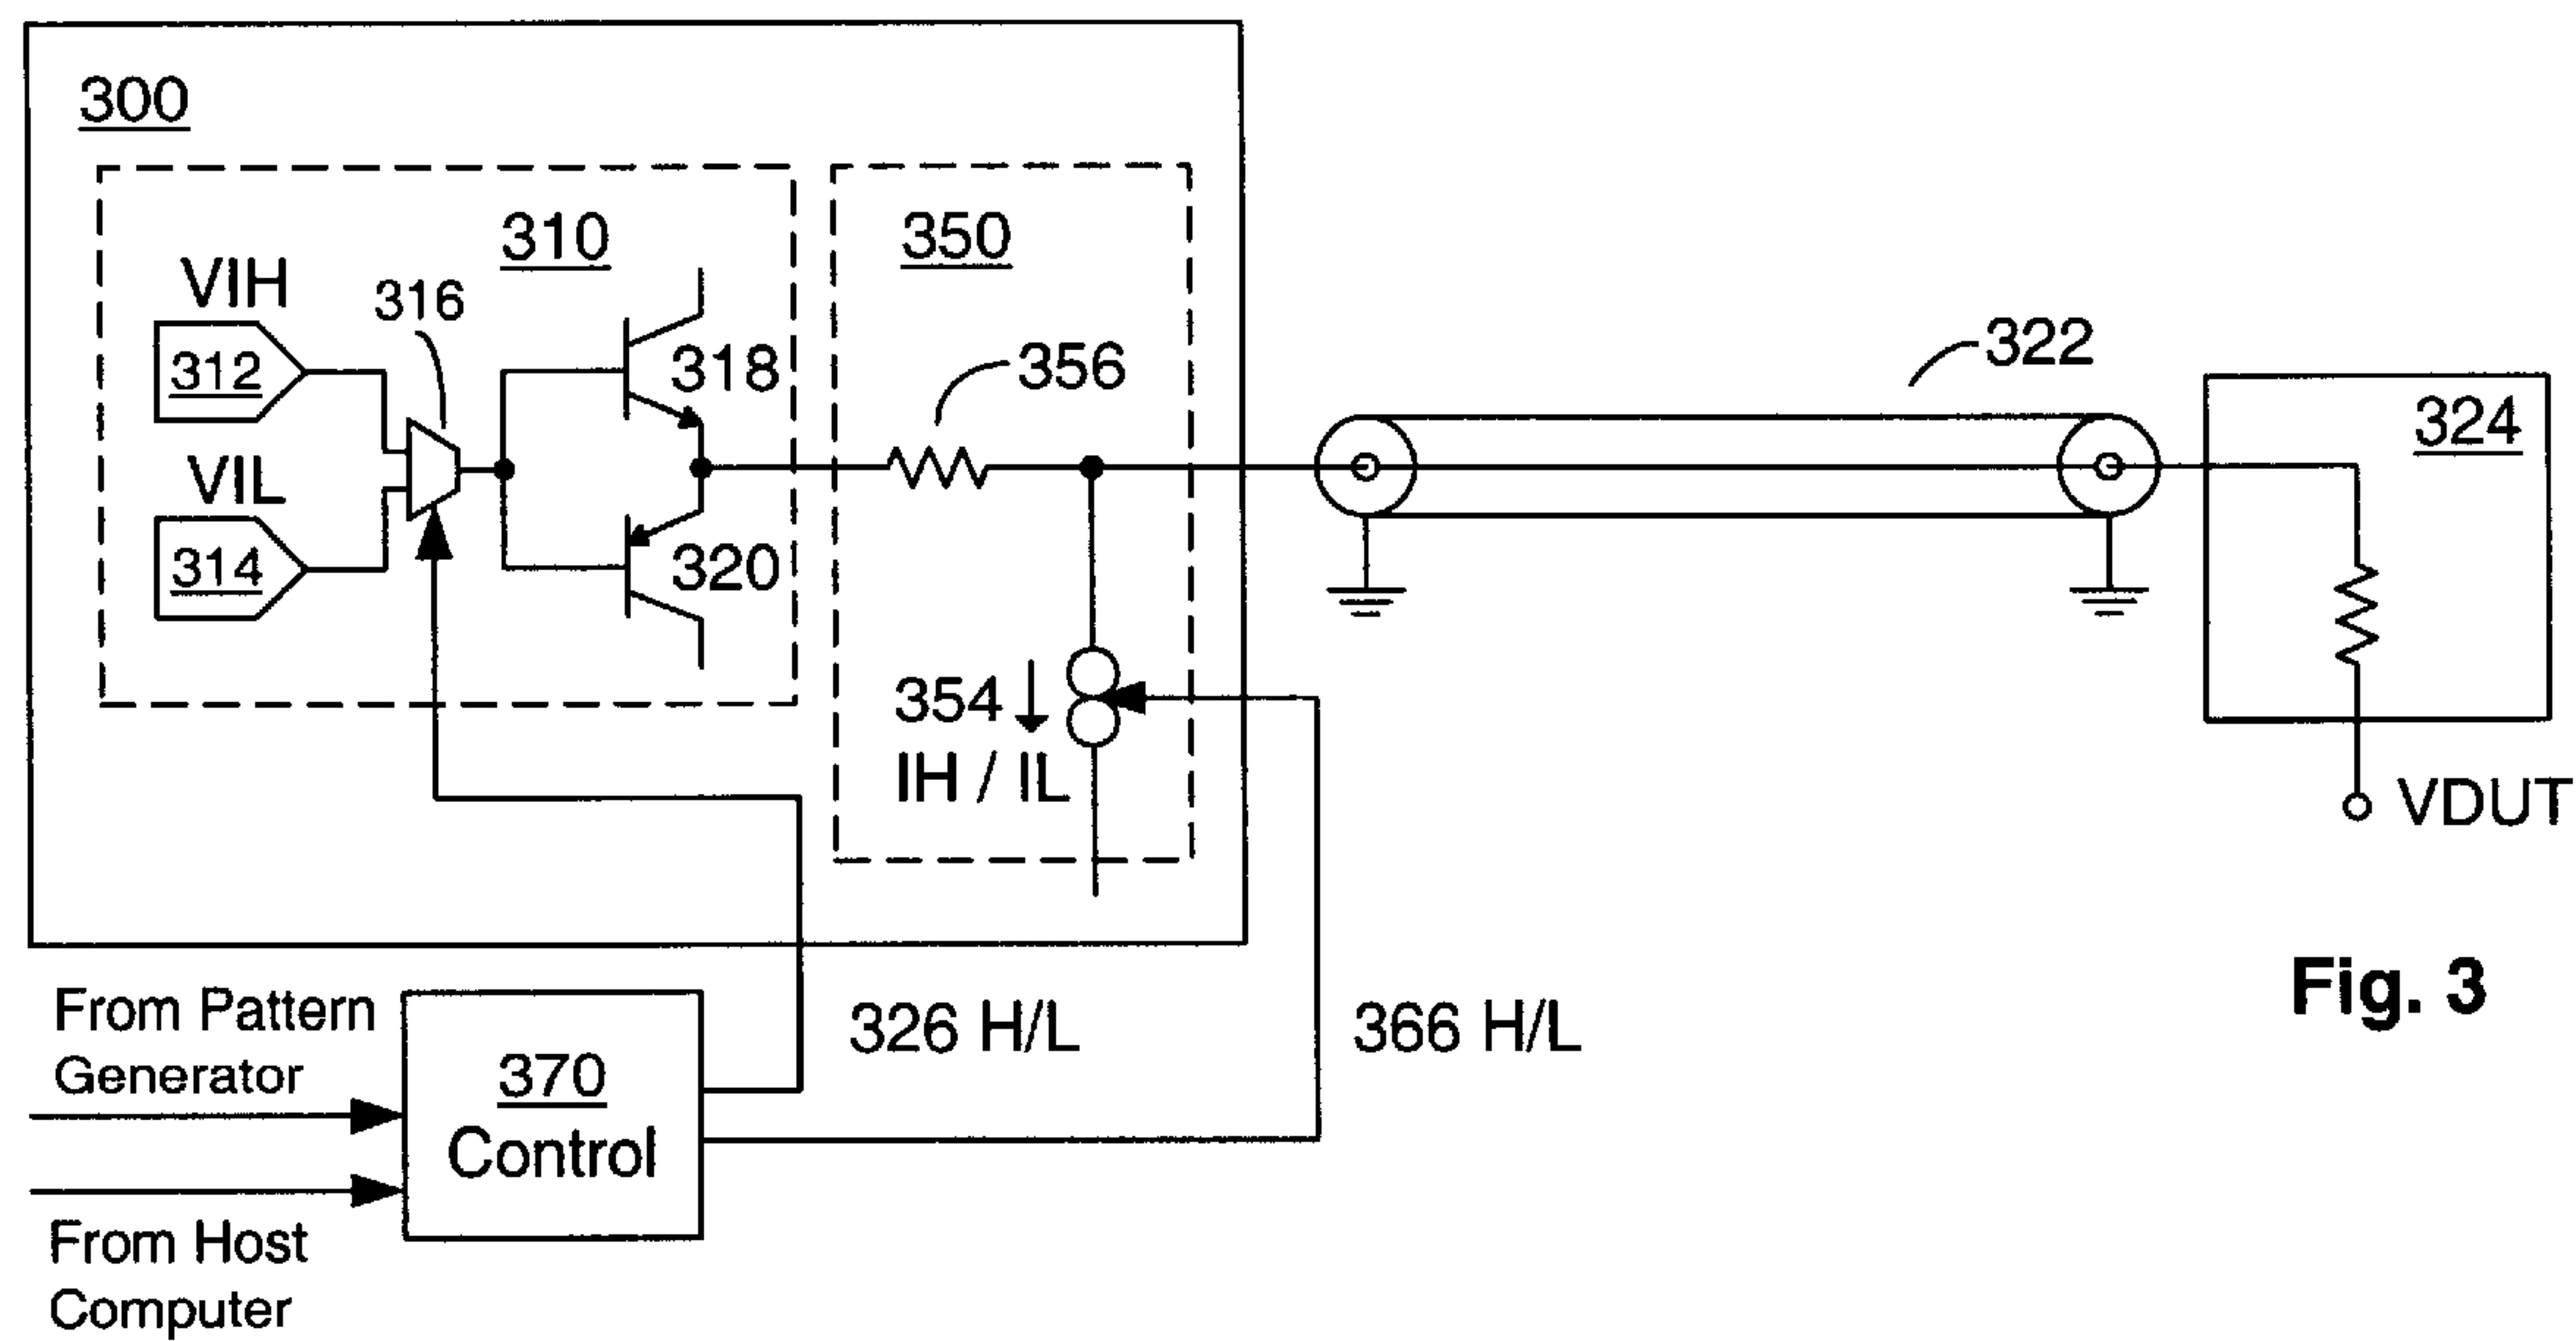 300
310
350
VIH
316
312
318
356
322
324
VIL
314
320
354
IH / IL
VDUT
From Pattern
Generator
326 H/L
366 H/L
370
Control
From Host
Computer
Fig. 3